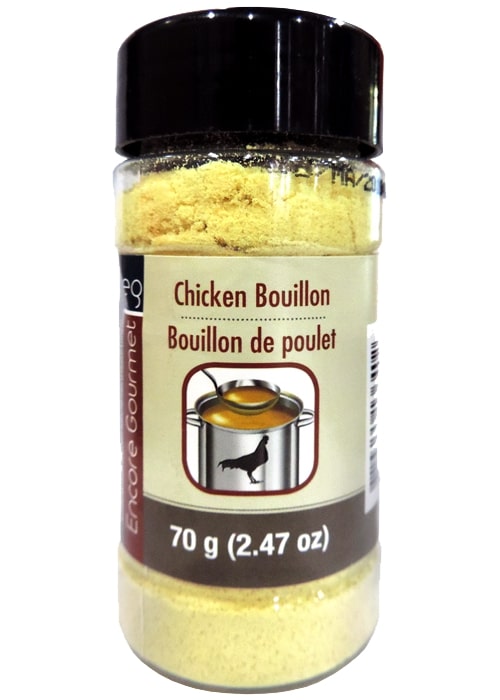 eg
Encore Gourmet
Chicken Bouillon
Bouillon de poulet
70 g (2.47 oz)